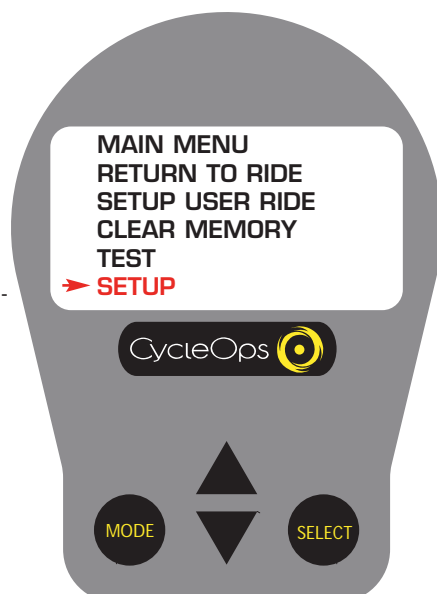 MAIN MENU
RETURN TO RIDE
SETUP USER RIDE
CLEAR MEMORY
TEST
SETUP
CycleOps
MODE
SELECT